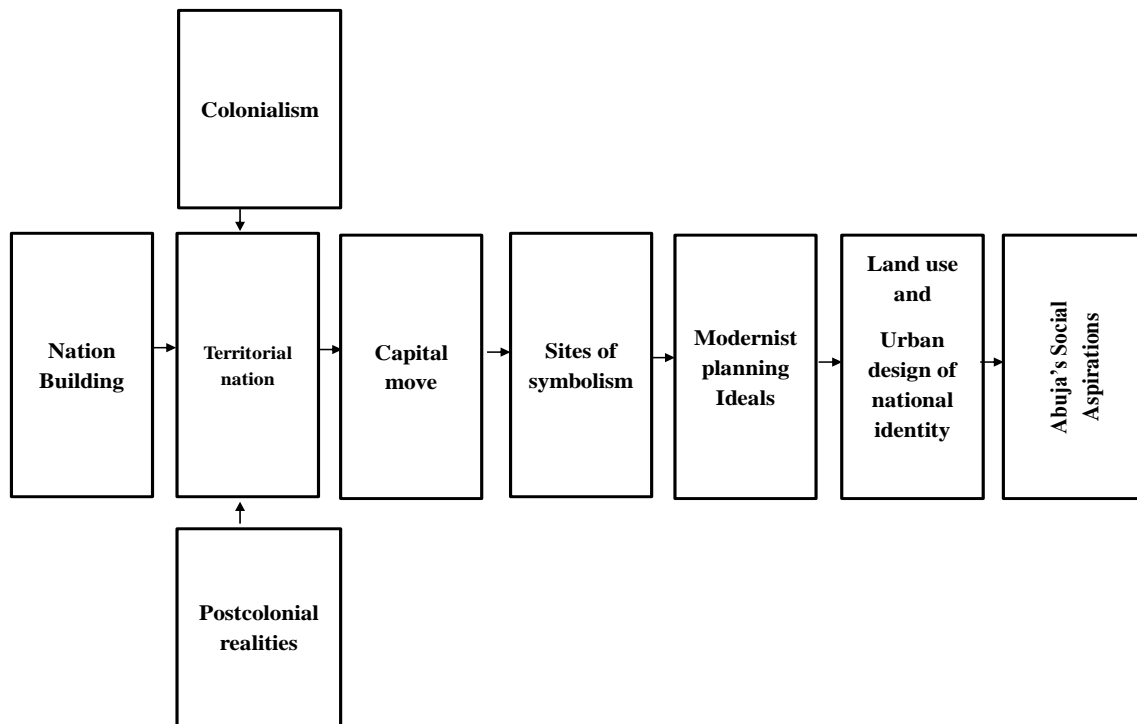 Colonialism
Nation
Building
Territorial
nation
Capital
move
Sites of
symbolism
Modernist
planning
Ideals
Land use
and
Urban
design of
national
identity
Abuja’s Social
Aspirations
Postcolonial
realities